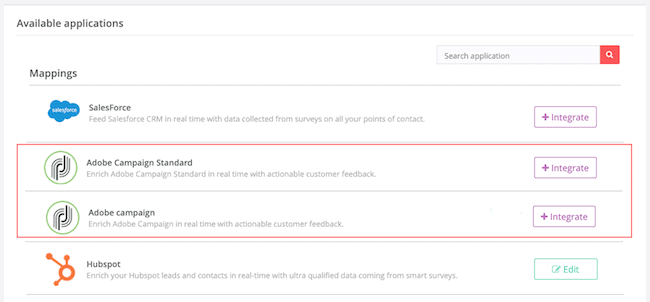 Available applications
Search application
Mappings
salesforce
SalesForce
Feed Salesforce CRM in real time with data collected from surveys on all your points of contact.
+ Integrate
Adobe Campaign Standard
Enrich Adobe Campaign Standard in real time with actionable customer feedback.
+ Integrate
Adobe campaign
Enrich Adobe Campaign in real time with actionable customer feedback.
+ Integrate
Hubspot
Enrich your Hubspot leads and contacts in real-time with ultra qualified data coming from smart surveys.
Edit